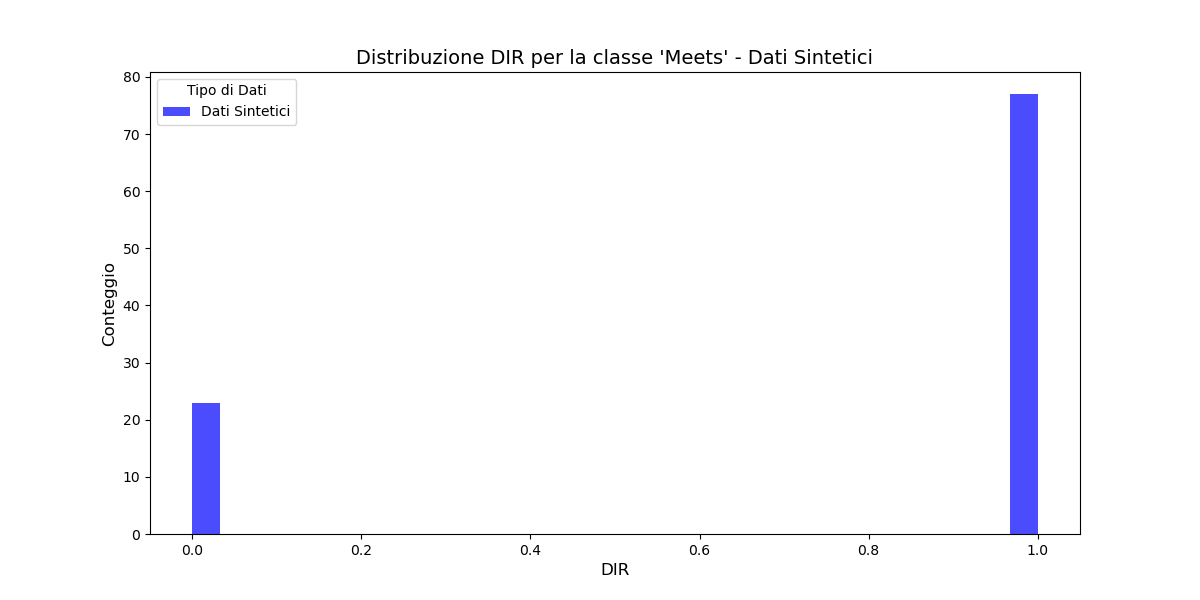 Distribuzione DIR per la classe 'Meets' - Dati Sintetici
Tipo di Dati
Dati Sintetici
80
70
60
50
40
30
20
10
0
Conteggio
0.0 0.2 0.4 0.6 0.8 1.0
DIR